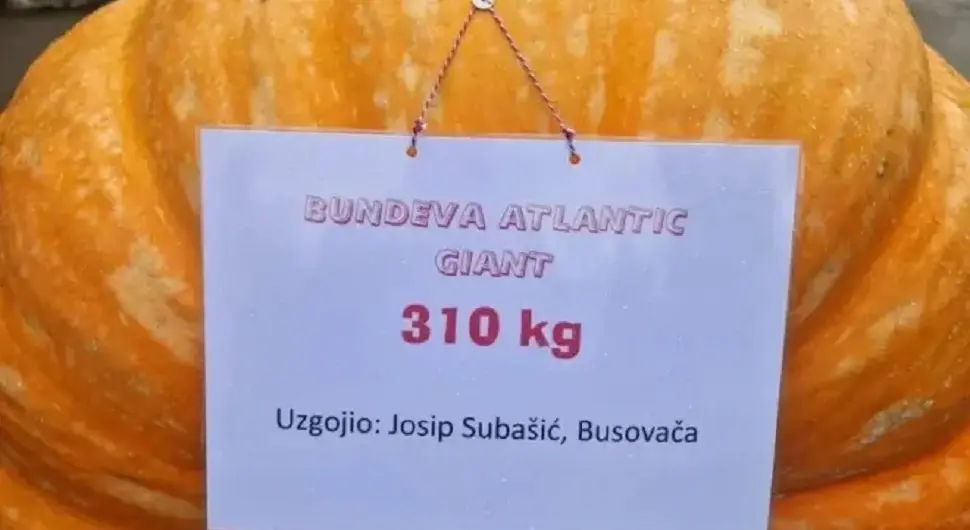 BUNDEVA ATLANTIC
GIANT
310 kg
Uzgojio: Josip Subašić, Busovača